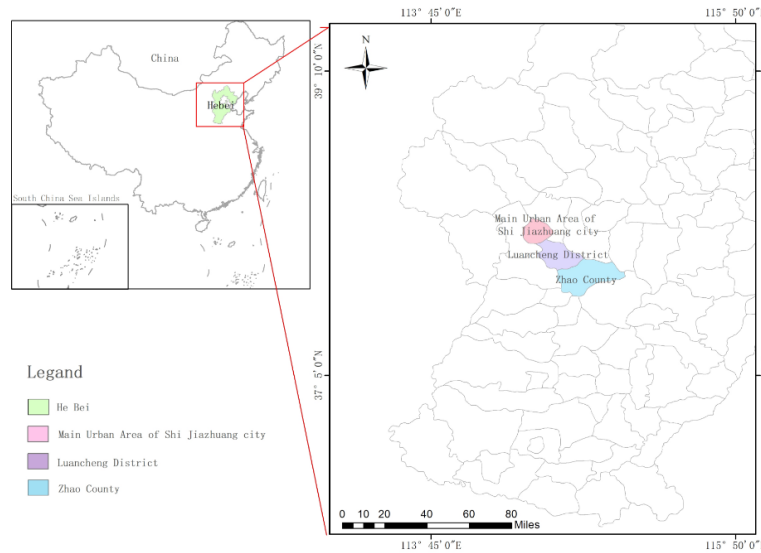 China
Hebei
South China Sea Islands
Legand
He Bei
Main Urban Area of Shi Jiazhuang city
Luancheng District
Zhao County
113° 45′0″E
115° 50′0″E
39° 10′0″N
N
Main Urban Area of
Shi Jiazhuang city
Luancheng District
Zhao County
37° 5′0″N
0 10 20 40 60 80
Miles
113° 45′0″E
115° 50′0″E